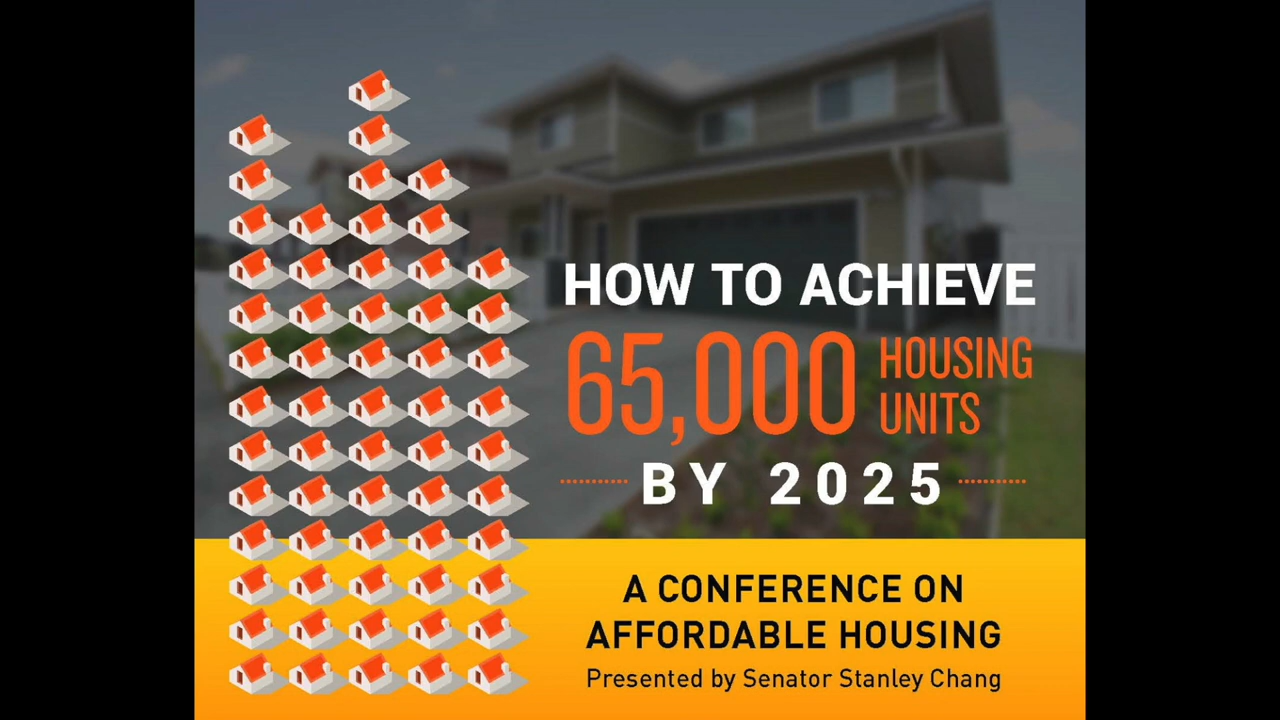 HOW TO ACHIEVE
65,000 HOUSING UNITS
BY 2025
A CONFERENCE ON
AFFORDABLE HOUSING
Presented by Senator Stanley Chang